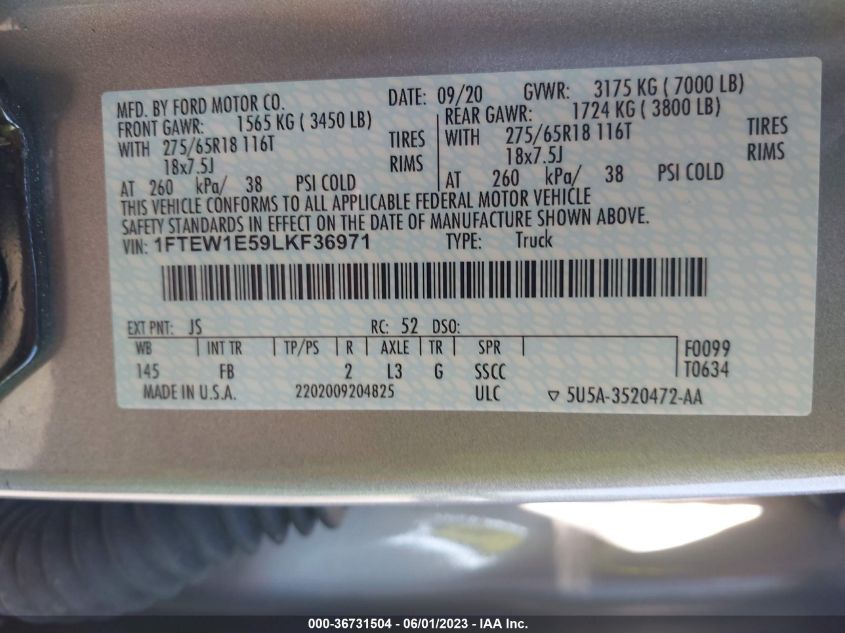 MFD. BY FORD MOTOR CO. DATE: 09/20 GVWR: 3175 KG ( 7000 LB)
FRONT GAWR: 1565 KG ( 3450 LB) REAR GAWR: 1724 KG ( 3800 LB)
WITH 275/65R18 116T TIRES WITH 275/65R18 116T TIRES
18x7.5J RIMS 18x7.5J RIMS
AT 260 kPa/ 38 PSI COLD AT 260 kPa/ 38 PSI COLD
THIS VEHICLE CONFORMS TO ALL APPLICABLE FEDERAL MOTOR VEHICLE
SAFETY STANDARDS IN EFFECT ON THE DATE OF MANUFACTURE SHOWN ABOVE.
VIN: 1FTEW1E59LKF36971 TYPE: Truck
EXT PNT: JS RC: 52 DSO:
WB INT TR TP/PS R AXLE TR SPR F0099
145 FB 2 L3 G SSCC T0634
MADE IN U.S.A. 2202009204825 ULC ▽ 5U5A-3520472-AA
000-36731504 - 06/01/2023 - IAA Inc.